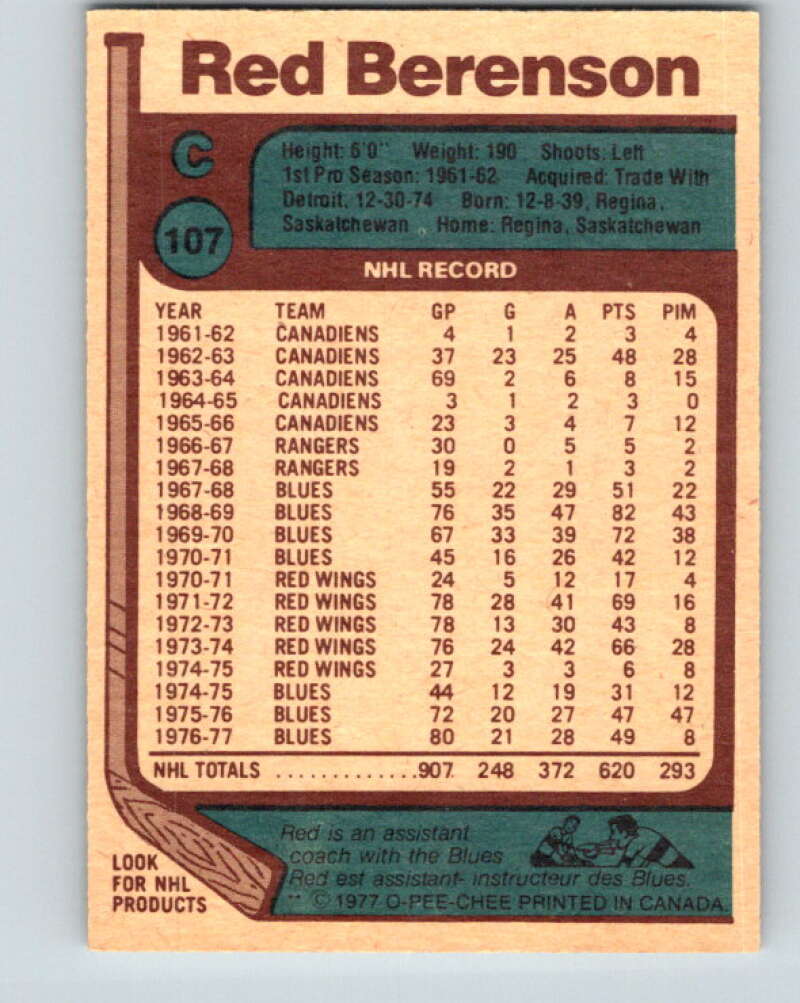 Red Berenson
C
Height: 6'0" Weight: 190 Shoots: Left
1st Pro Season: 1961-62 Acquired: Trade With
Detroit, 12-30-74 Born: 12-8-39, Regina,
Saskatchewan Home: Regina, Saskatchewan
107
NHL RECORD
YEAR TEAM GP G A PTS PIM
1961-62 CANADIENS 4 1 2 3 4
1962-63 CANADIENS 37 23 25 48 28
1963-64 CANADIENS 69 2 6 8 15
1964-65 CANADIENS 3 1 2 3 0
1965-66 CANADIENS 23 3 4 7 12
1966-67 RANGERS 30 0 5 5 2
1967-68 RANGERS 19 2 1 3 2
1967-68 BLUES 55 22 29 51 22
1968-69 BLUES 76 35 47 82 43
1969-70 BLUES 67 33 39 72 38
1970-71 BLUES 45 16 26 42 12
1970-71 RED WINGS 24 5 12 17 4
1971-72 RED WINGS 78 28 41 69 16
1972-73 RED WINGS 78 13 30 43 8
1973-74 RED WINGS 76 24 42 66 28
1974-75 RED WINGS 27 3 3 6 8
1974-75 BLUES 44 12 19 31 12
1975-76 BLUES 72 20 27 47 47
1976-77 BLUES 80 21 28 49 8
NHL TOTALS .............907 248 372 620 293
Red is an assistant
coach with the Blues
Red est assistant- instructeur des Blues.
** © 1977 O-PEE-CHEE PRINTED IN CANADA.
LOOK
FOR NHL
PRODUCTS